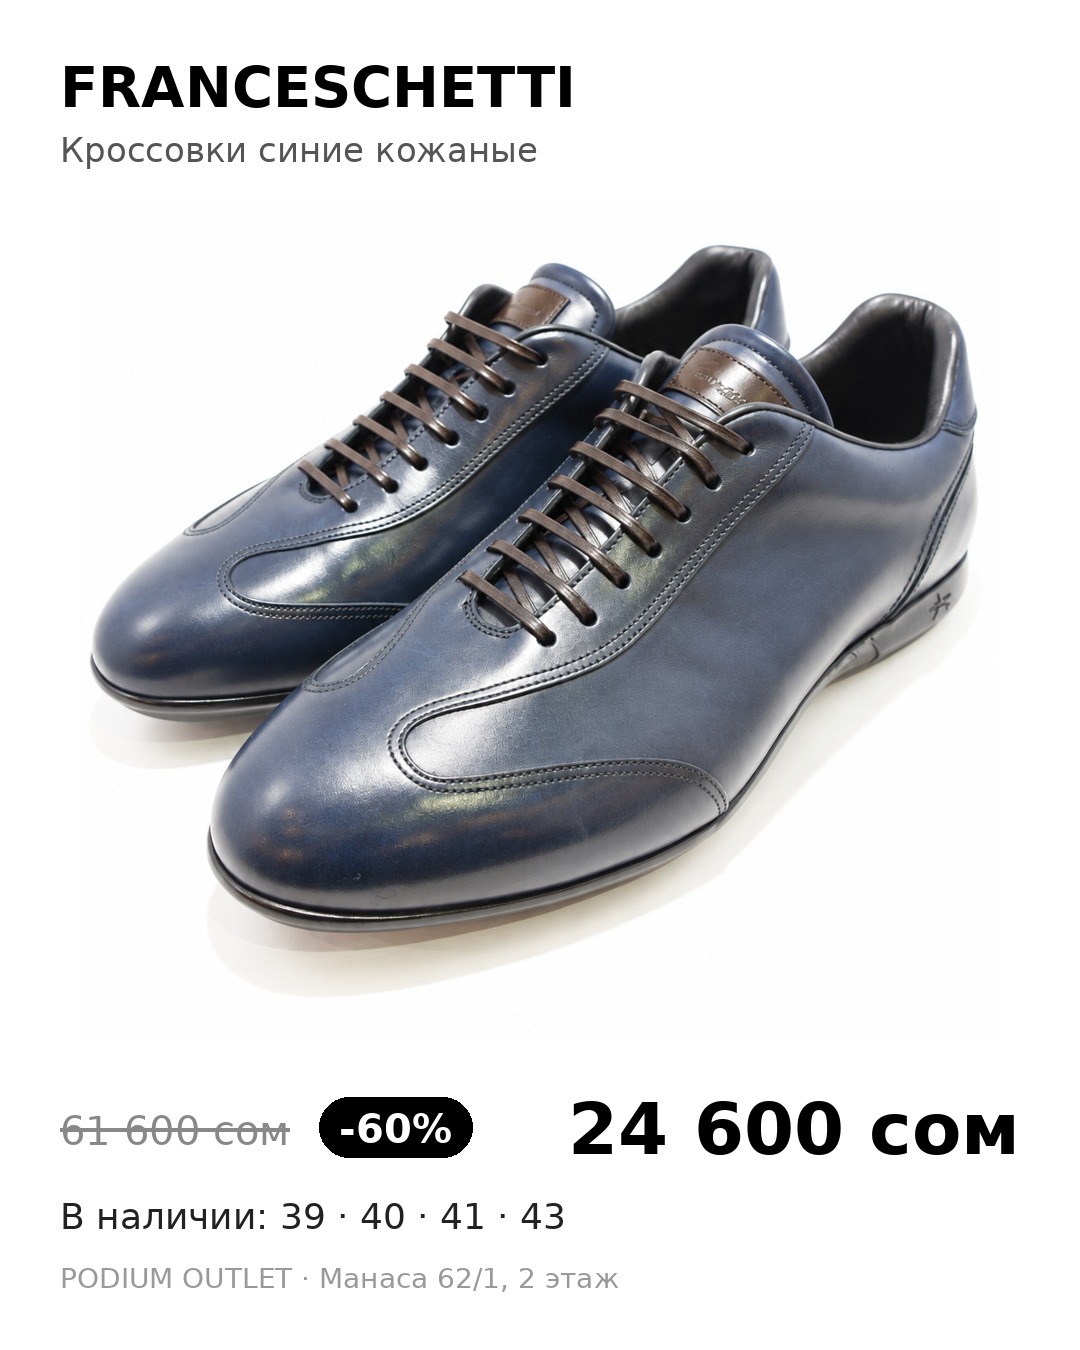 FRANCESCHETTI
Кроссовки синие кожаные
61 600 сом -60% 24 600 сом
В наличии: 39 · 40 · 41 · 43
PODIUM OUTLET · Манаса 62/1, 2 этаж